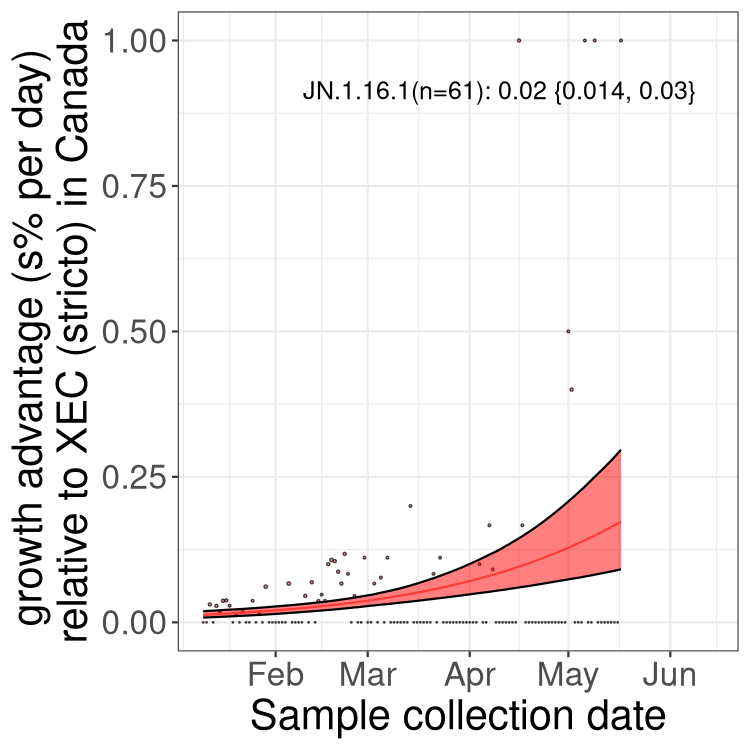 growth advantage (s% per day)
relative to XEC (stricto) in Canada
1.00
0.75
0.50
0.25
0.00
JN.1.16.1(n=61): 0.02 {0.014, 0.03}
Feb Mar Apr May Jun
Sample collection date